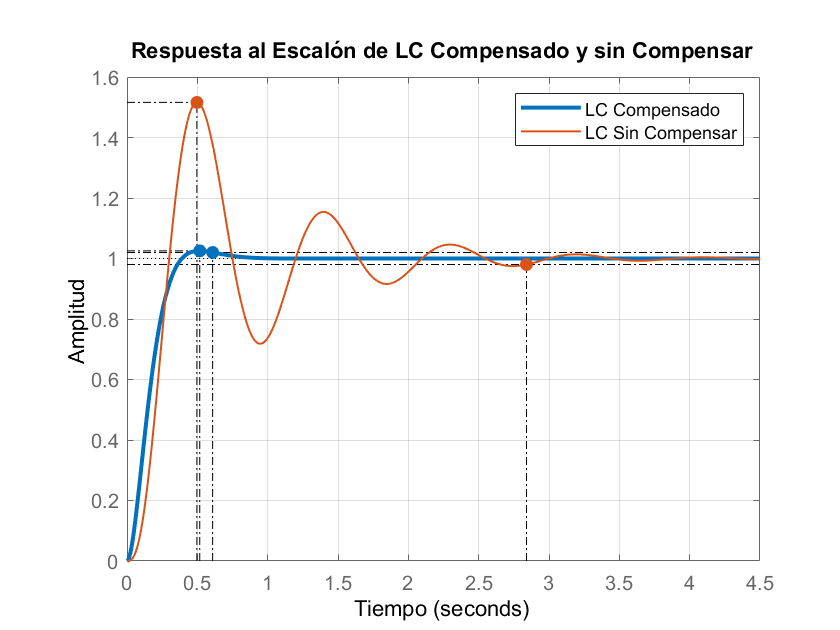 Respuesta al Escalón de LC Compensado y sin Compensar
1.6
1.4
1.2
1
0.8
0.6
0.4
0.2
0
Amplitud
LC Compensado
LC Sin Compensar
0 0.5 1 1.5 2 2.5 3 3.5 4 4.5
Tiempo (seconds)